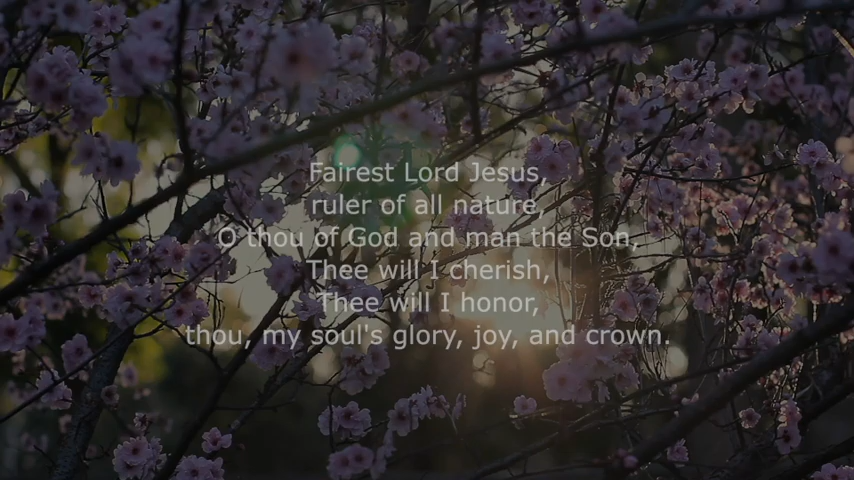 Fairest Lord Jesus,
ruler of all nature,
O thou of God and man the Son,
Thee will I cherish,
Thee will I honor,
thou, my soul's glory, joy, and crown.